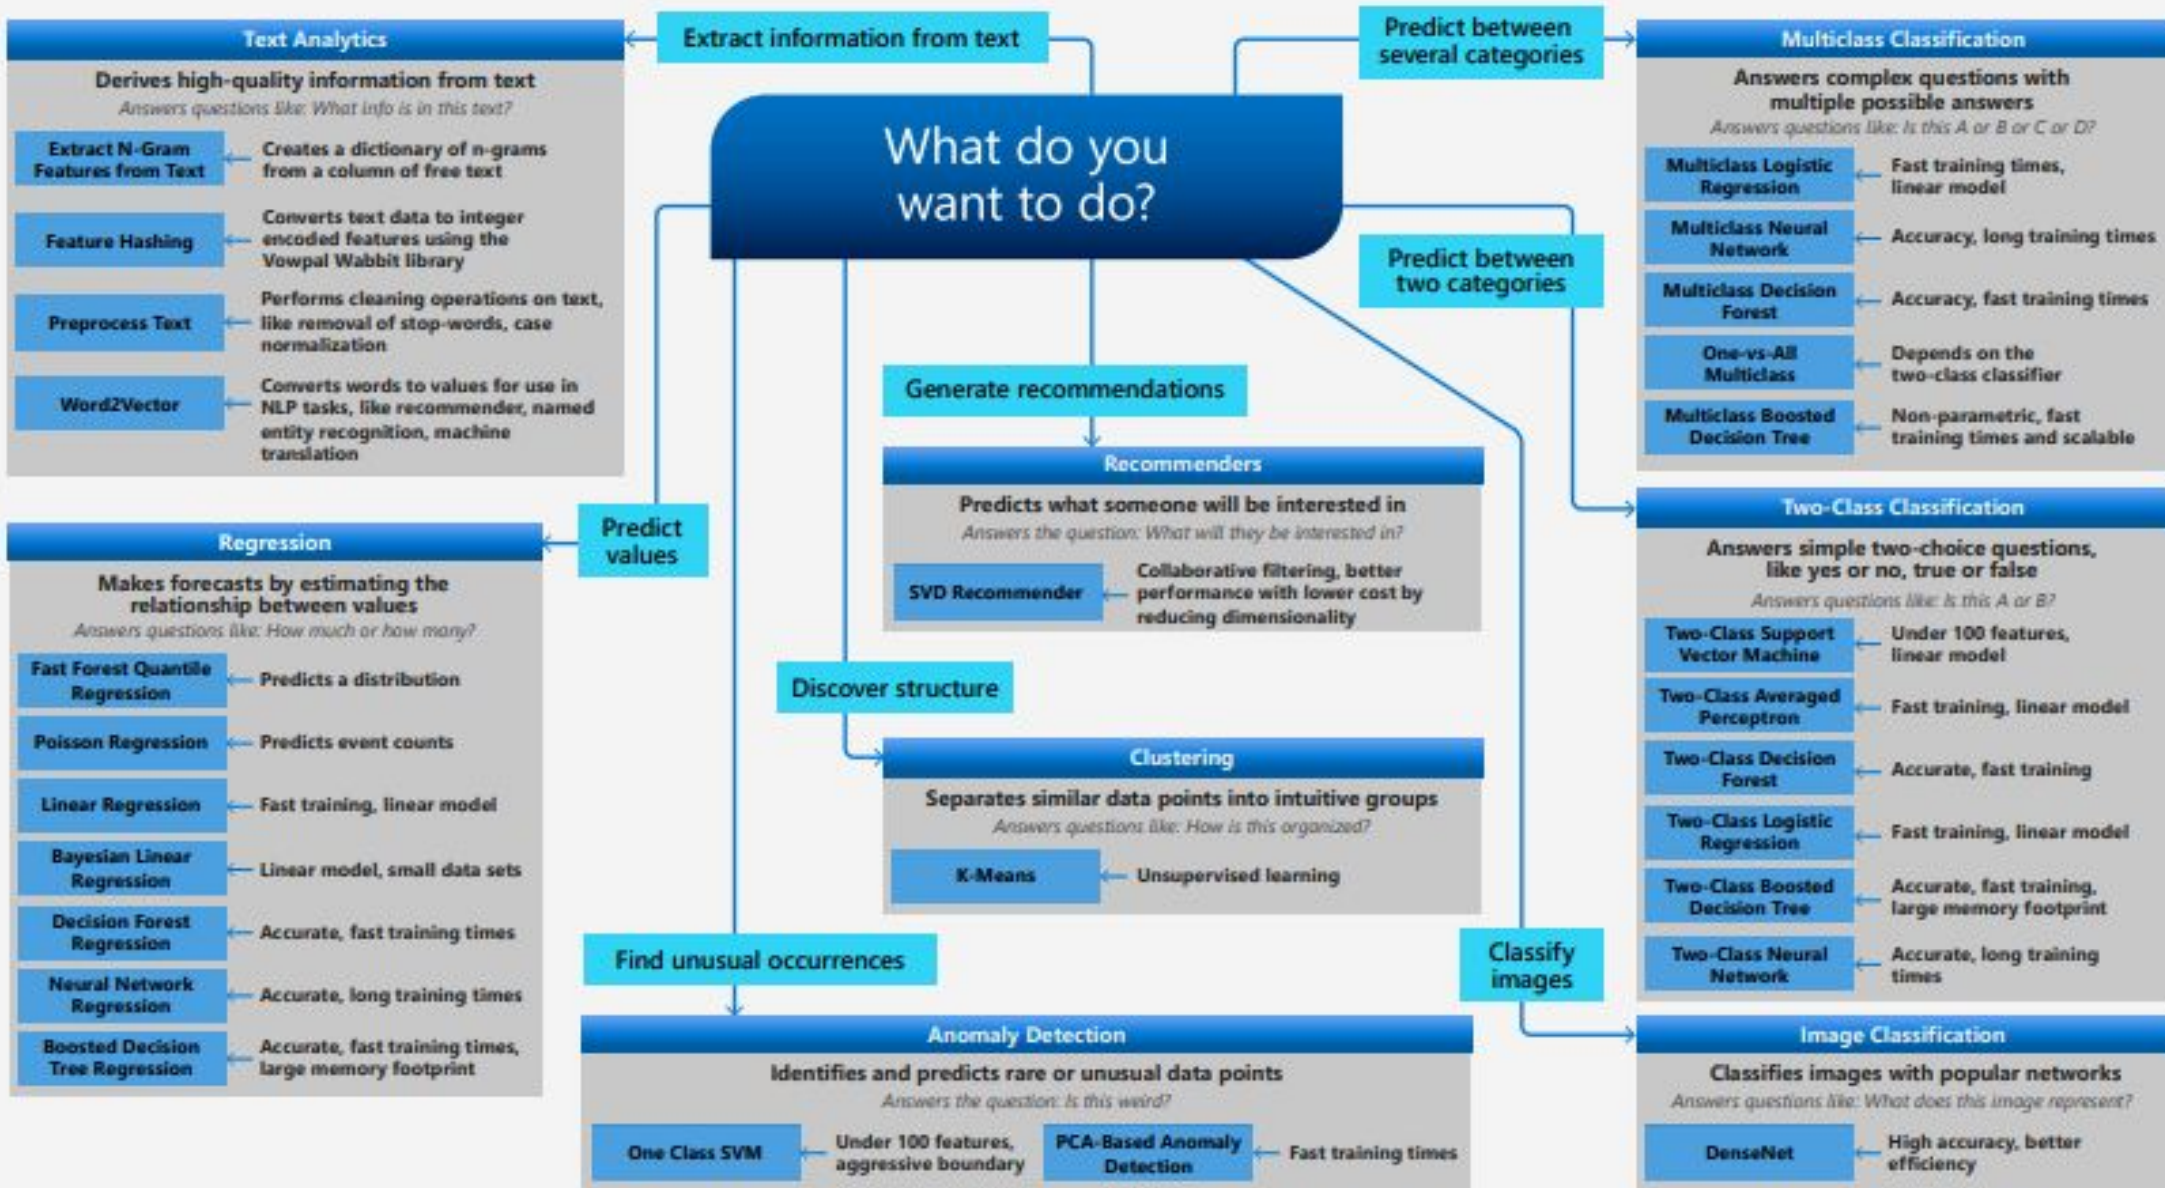 Extract information from text
Predict between
several categories
What do you
want to do?
Text Analytics
Derives high-quality information from text
Answers questions like: What info is in this text?
Extract N-Gram
Features from Text
Creates a dictionary of n-grams
from a column of free text
Feature Hashing
Converts text data to integer
encoded features using the
Vowpal Wabbit library
Preprocess Text
Performs cleaning operations on text,
like removal of stop-words, case
normalization
Word2Vector
Converts words to values for use in
NLP tasks, like recommender, named
entity recognition, machine
translation
Multiclass Classification
Answers complex questions with
multiple possible answers
Answers questions like: Is this A or B or C or D?
Multiclass Logistic
Regression
Fast training times,
linear model
Multiclass Neural
Network
Accuracy, long training times
Multiclass Decision
Forest
Accuracy, fast training times
One-vs-All
Multiclass
Depends on the
two-class classifier
Multiclass Boosted
Decision Tree
Non-parametric, fast
training times and scalable
Predict between
two categories
Generate recommendations
Recommenders
Predicts what someone will be interested in
Answers the question: What will they be interested in?
SVD Recommender
Collaborative filtering, better
performance with lower cost by
reducing dimensionality
Predict
values
Regression
Makes forecasts by estimating the
relationship between values
Answers questions like: How much or how many?
Fast Forest Quantile
Regression
Predicts a distribution
Poisson Regression
Predicts event counts
Linear Regression
Fast training, linear model
Bayesian Linear
Regression
Linear model, small data sets
Decision Forest
Regression
Accurate, fast training times
Neural Network
Regression
Accurate, long training times
Boosted Decision
Tree Regression
Accurate, fast training times,
large memory footprint
Discover structure
Clustering
Separates similar data points into intuitive groups
Answers questions like: How is this organized?
K-Means
Unsupervised learning
Two-Class Classification
Answers simple two-choice questions,
like yes or no, true or false
Answers questions like: Is this A or B?
Two-Class Support
Vector Machine
Under 100 features,
linear model
Two-Class Averaged
Perceptron
Fast training, linear model
Two-Class Decision
Forest
Accurate, fast training
Two-Class Logistic
Regression
Fast training, linear model
Two-Class Boosted
Decision Tree
Accurate, fast training,
large memory footprint
Two-Class Neural
Network
Accurate, long training
times
Find unusual occurrences
Anomaly Detection
Identifies and predicts rare or unusual data points
Answers the question: Is this weird?
One Class SVM
Under 100 features,
aggressive boundary
PCA-Based Anomaly
Detection
Fast training times
Classify
images
Image Classification
Classifies images with popular networks
Answers questions like: What does this image represent?
DenseNet
High accuracy, better
efficiency